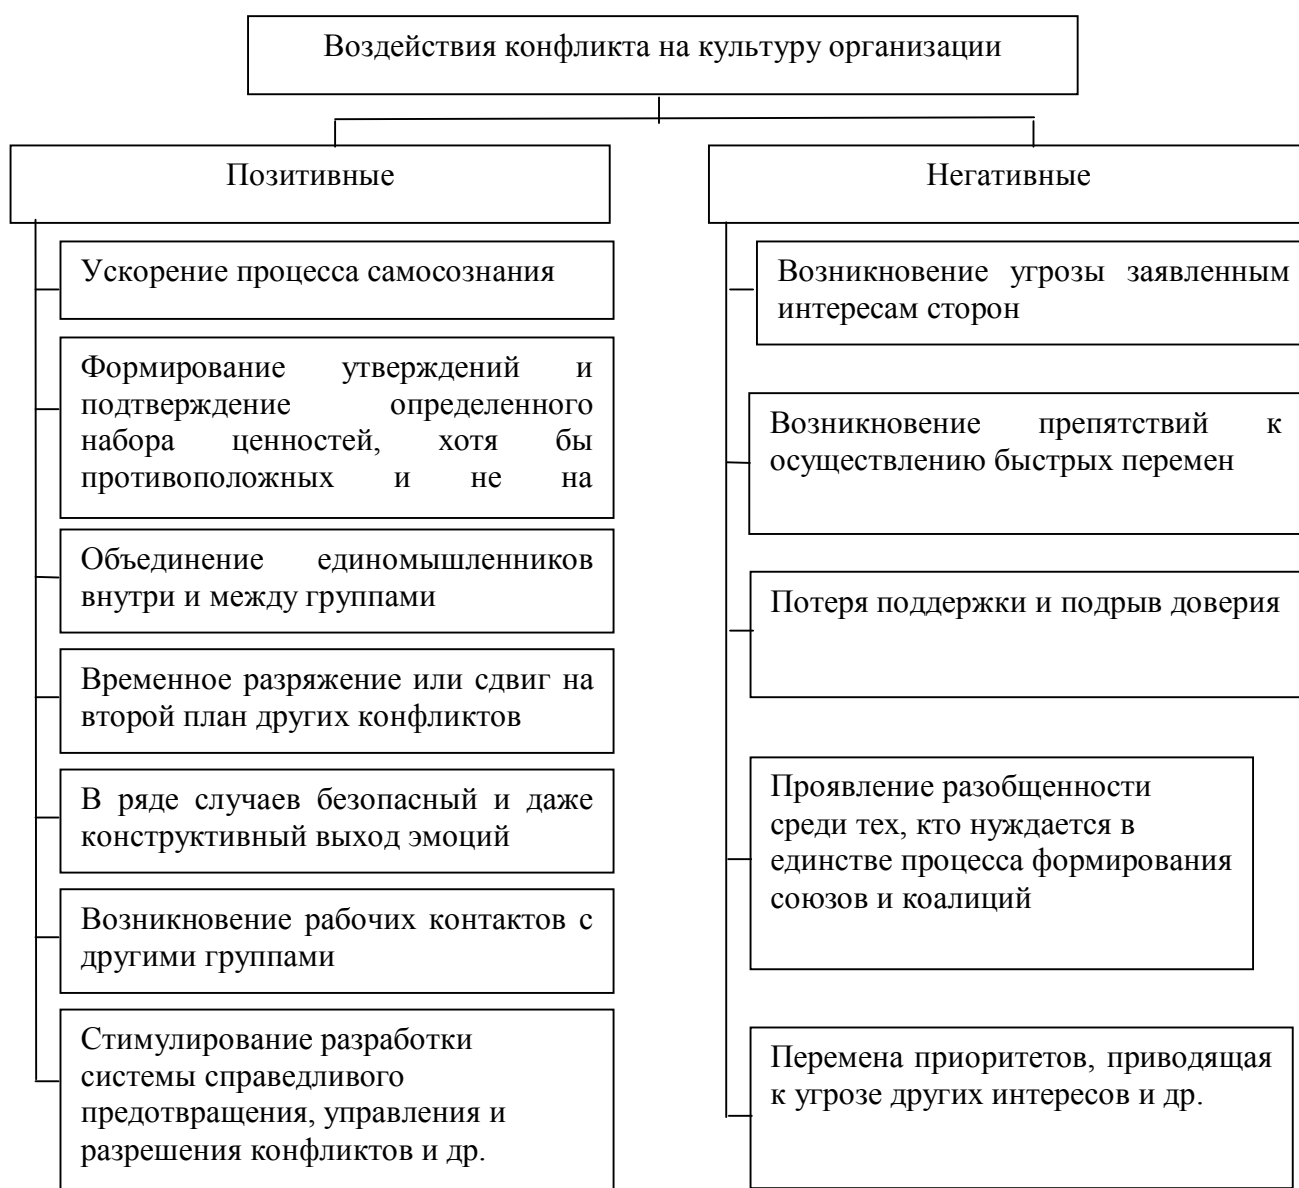 Воздействия конфликта на культуру организации
Позитивные
Ускорение процесса самосознания
Формирование утверждений и
подтверждение определенного
набора ценностей, хотя бы
противоположных и не на
Объединение единомышленников
внутри и между группами
Временное разряжение или сдвиг на
второй план других конфликтов
В ряде случаев безопасный и даже
конструктивный выход эмоций
Возникновение рабочих контактов с
другими группами
Стимулирование разработки
системы справедливого
предотвращения, управления и
разрешения конфликтов и др.
Негативные
Возникновение угрозы заявленным
интересам сторон
Возникновение препятствий к
осуществлению быстрых перемен
Потеря поддержки и подрыв доверия
Проявление разобщенности
среди тех, кто нуждается в
единстве процесса формирования
союзов и коалиций
Перемена приоритетов, приводящая
к угрозе других интересов и др.